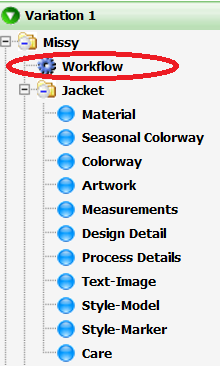 Variation 1
Missy
Workflow
Jacket
Material
Seasonal Colorway
Colorway
Artwork
Measurements
Design Detail
Process Details
Text-Image
Style-Model
Style-Marker
Care